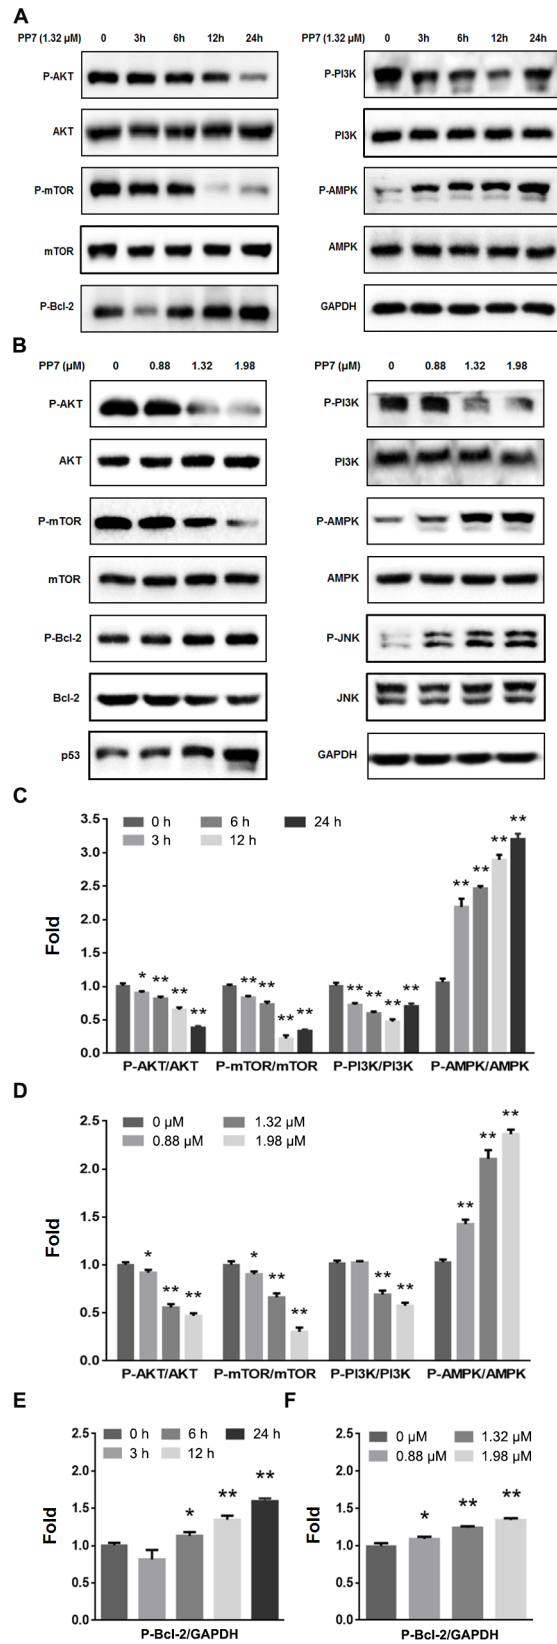 A
PP7 (1.32 μM) 0 3h 6h 12h 24h
P-AKT
AKT
P-mTOR
mTOR
P-Bcl-2
PP7 (1.32 μM) 0 3h 6h 12h 24h
P-PI3K
PI3K
P-AMPK
AMPK
GAPDH
B
PP7 (μM) 0 0.88 1.32 1.98
P-AKT
AKT
P-mTOR
mTOR
P-Bcl-2
Bcl-2
p53
PP7 (μM) 0 0.88 1.32 1.98
P-PI3K
PI3K
P-AMPK
AMPK
P-JNK
JNK
GAPDH
C
0 h 6 h 24 h
3 h 12 h
Fold
3.5
3.0
2.5
2.0
1.5
1.0
0.5
0.0
* ** ** **
** ** ** **
** ** ** **
** ** ** **
P-AKT/AKT P-mTOR/mTOR P-PI3K/PI3K P-AMPK/AMPK
D
0 μM 1.32 μM
0.88 μM 1.98 μM
Fold
2.5
2.0
1.5
1.0
0.5
0.0
* ** **
* ** **
** **
** ** **
P-AKT/AKT P-mTOR/mTOR P-PI3K/PI3K P-AMPK/AMPK
E
0 h 6 h 24 h
3 h 12 h
Fold
2.5
2.0
1.5
1.0
0.5
0.0
* ** **
P-Bcl-2/GAPDH
F
0 μM 1.32 μM
0.88 μM 1.98 μM
Fold
2.5
2.0
1.5
1.0
0.5
0.0
* ** **
P-Bcl-2/GAPDH